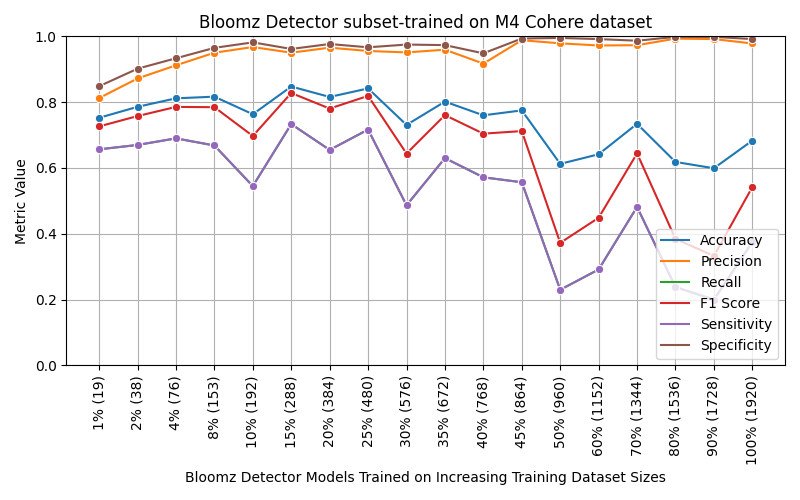 Bloomz Detector subset-trained on M4 Cohere dataset
1.0
0.8
0.6
0.4
0.2
0.0
Metric Value
Accuracy
Precision
Recall
F1 Score
Sensitivity
Specificity
1% (19)
2% (38)
4% (76)
8% (153)
10% (192)
15% (288)
20% (384)
25% (480)
30% (576)
35% (672)
40% (768)
45% (864)
50% (960)
60% (1152)
70% (1344)
80% (1536)
90% (1728)
100% (1920)
Bloomz Detector Models Trained on Increasing Training Dataset Sizes